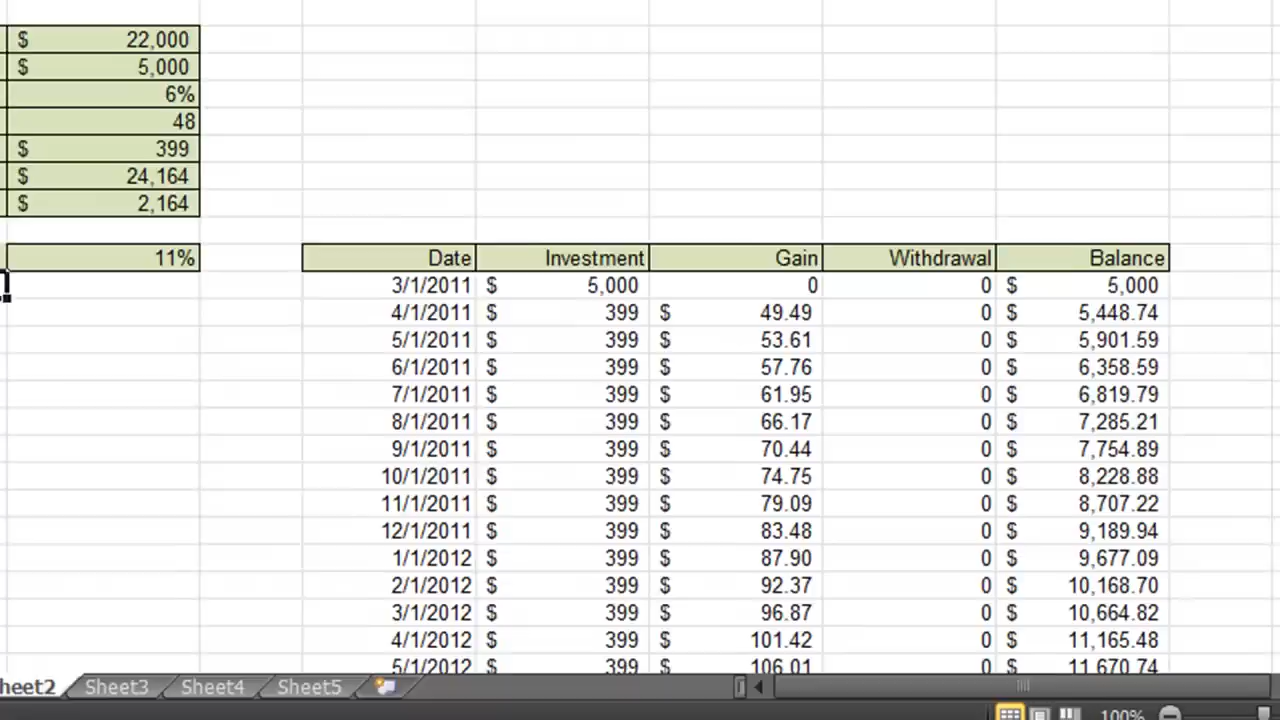 $ 22,000
$ 5,000
6%
48
$ 399
$ 24,164
$ 2,164
11% Date Investment Gain Withdrawal Balance
3/1/2011 $ 5,000 0 0 $ 5,000
4/1/2011 $ 399 $ 49.49 0 $ 5,448.74
5/1/2011 $ 399 $ 53.61 0 $ 5,901.59
6/1/2011 $ 399 $ 57.76 0 $ 6,358.59
7/1/2011 $ 399 $ 61.95 0 $ 6,819.79
8/1/2011 $ 399 $ 66.17 0 $ 7,285.21
9/1/2011 $ 399 $ 70.44 0 $ 7,754.89
10/1/2011 $ 399 $ 74.75 0 $ 8,228.88
11/1/2011 $ 399 $ 79.09 0 $ 8,707.22
12/1/2011 $ 399 $ 83.48 0 $ 9,189.94
1/1/2012 $ 399 $ 87.90 0 $ 9,677.09
2/1/2012 $ 399 $ 92.37 0 $ 10,168.70
3/1/2012 $ 399 $ 96.87 0 $ 10,664.82
4/1/2012 $ 399 $ 101.42 0 $ 11,165.48
5/1/2012 $ 399 $ 106.01 0 $ 11,670.74
heet2 Sheet3 Sheet4 Sheet5
100%